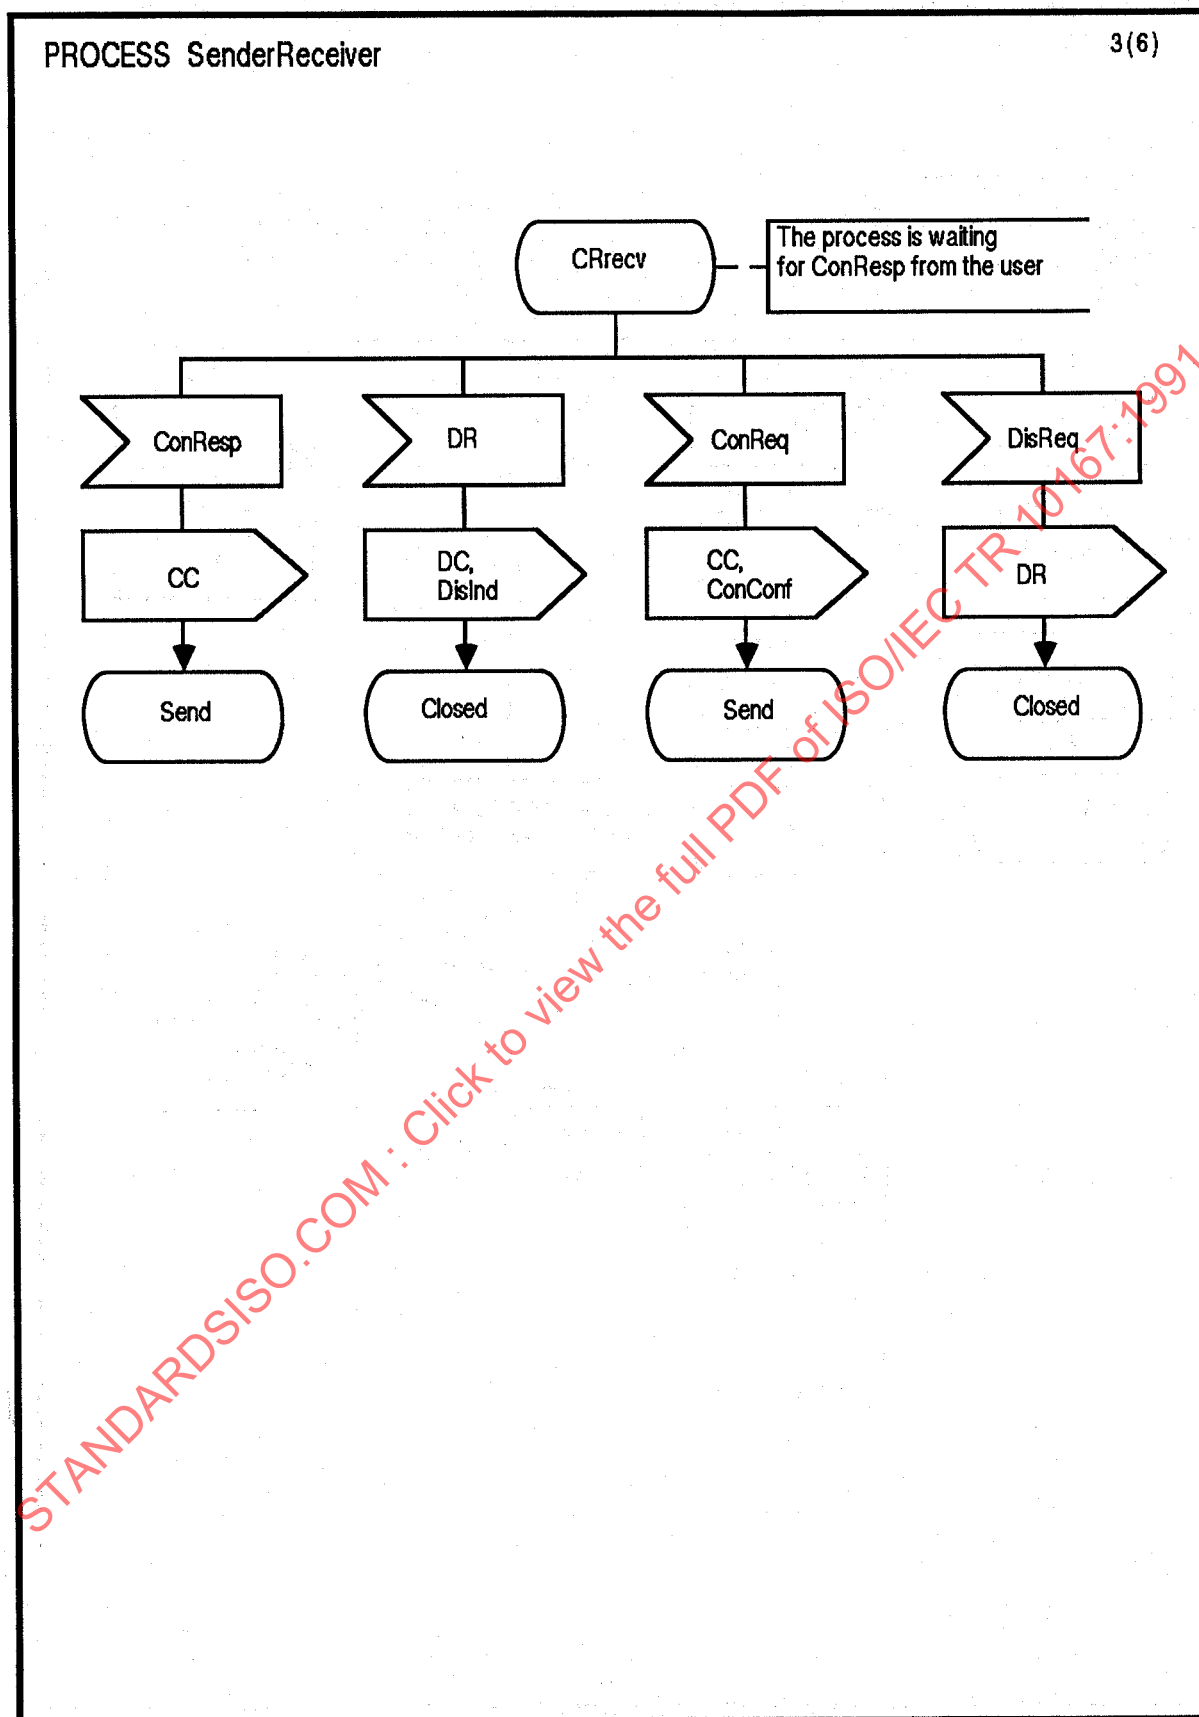 PROCESS SenderReceiver
3(6)
CRrecv
The process is waiting
for ConResp from the user
ConResp
DR
ConReq
DisReq
CC
DC,
DisInd
CC,
ConConf
DR
Send
Closed
Send
Closed
STANDARDSISO.COM : Click to view the full PDF of ISO/IEC TR 10167:1991